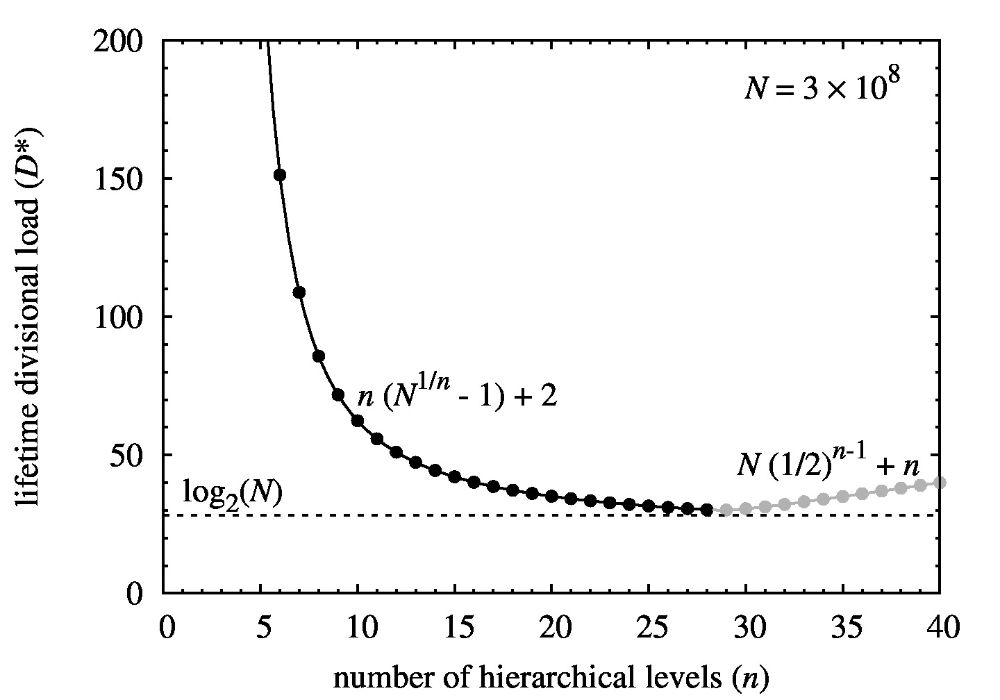 200
N = 3 × 10^8
150
lifetime divisional load (D*)
100
n (N^{1/n} - 1) + 2
50
N (1/2)^{n-1} + n
log_2(N)
0
0 5 10 15 20 25 30 35 40
number of hierarchical levels (n)